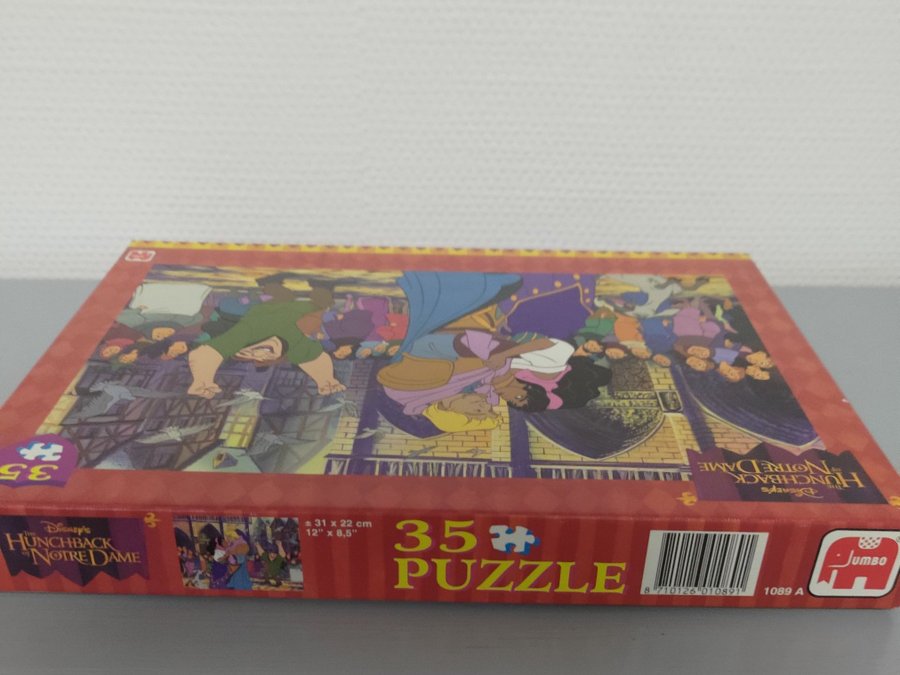 35
Disney's
THE HUNCHBACK
OF NOTRE DAME
Disney's
THE HUNCHBACK
OF NOTRE DAME
± 31 x 22 cm
12" x 8,5"
35
PUZZLE
8 710126 010891
1089 A
JUMBO